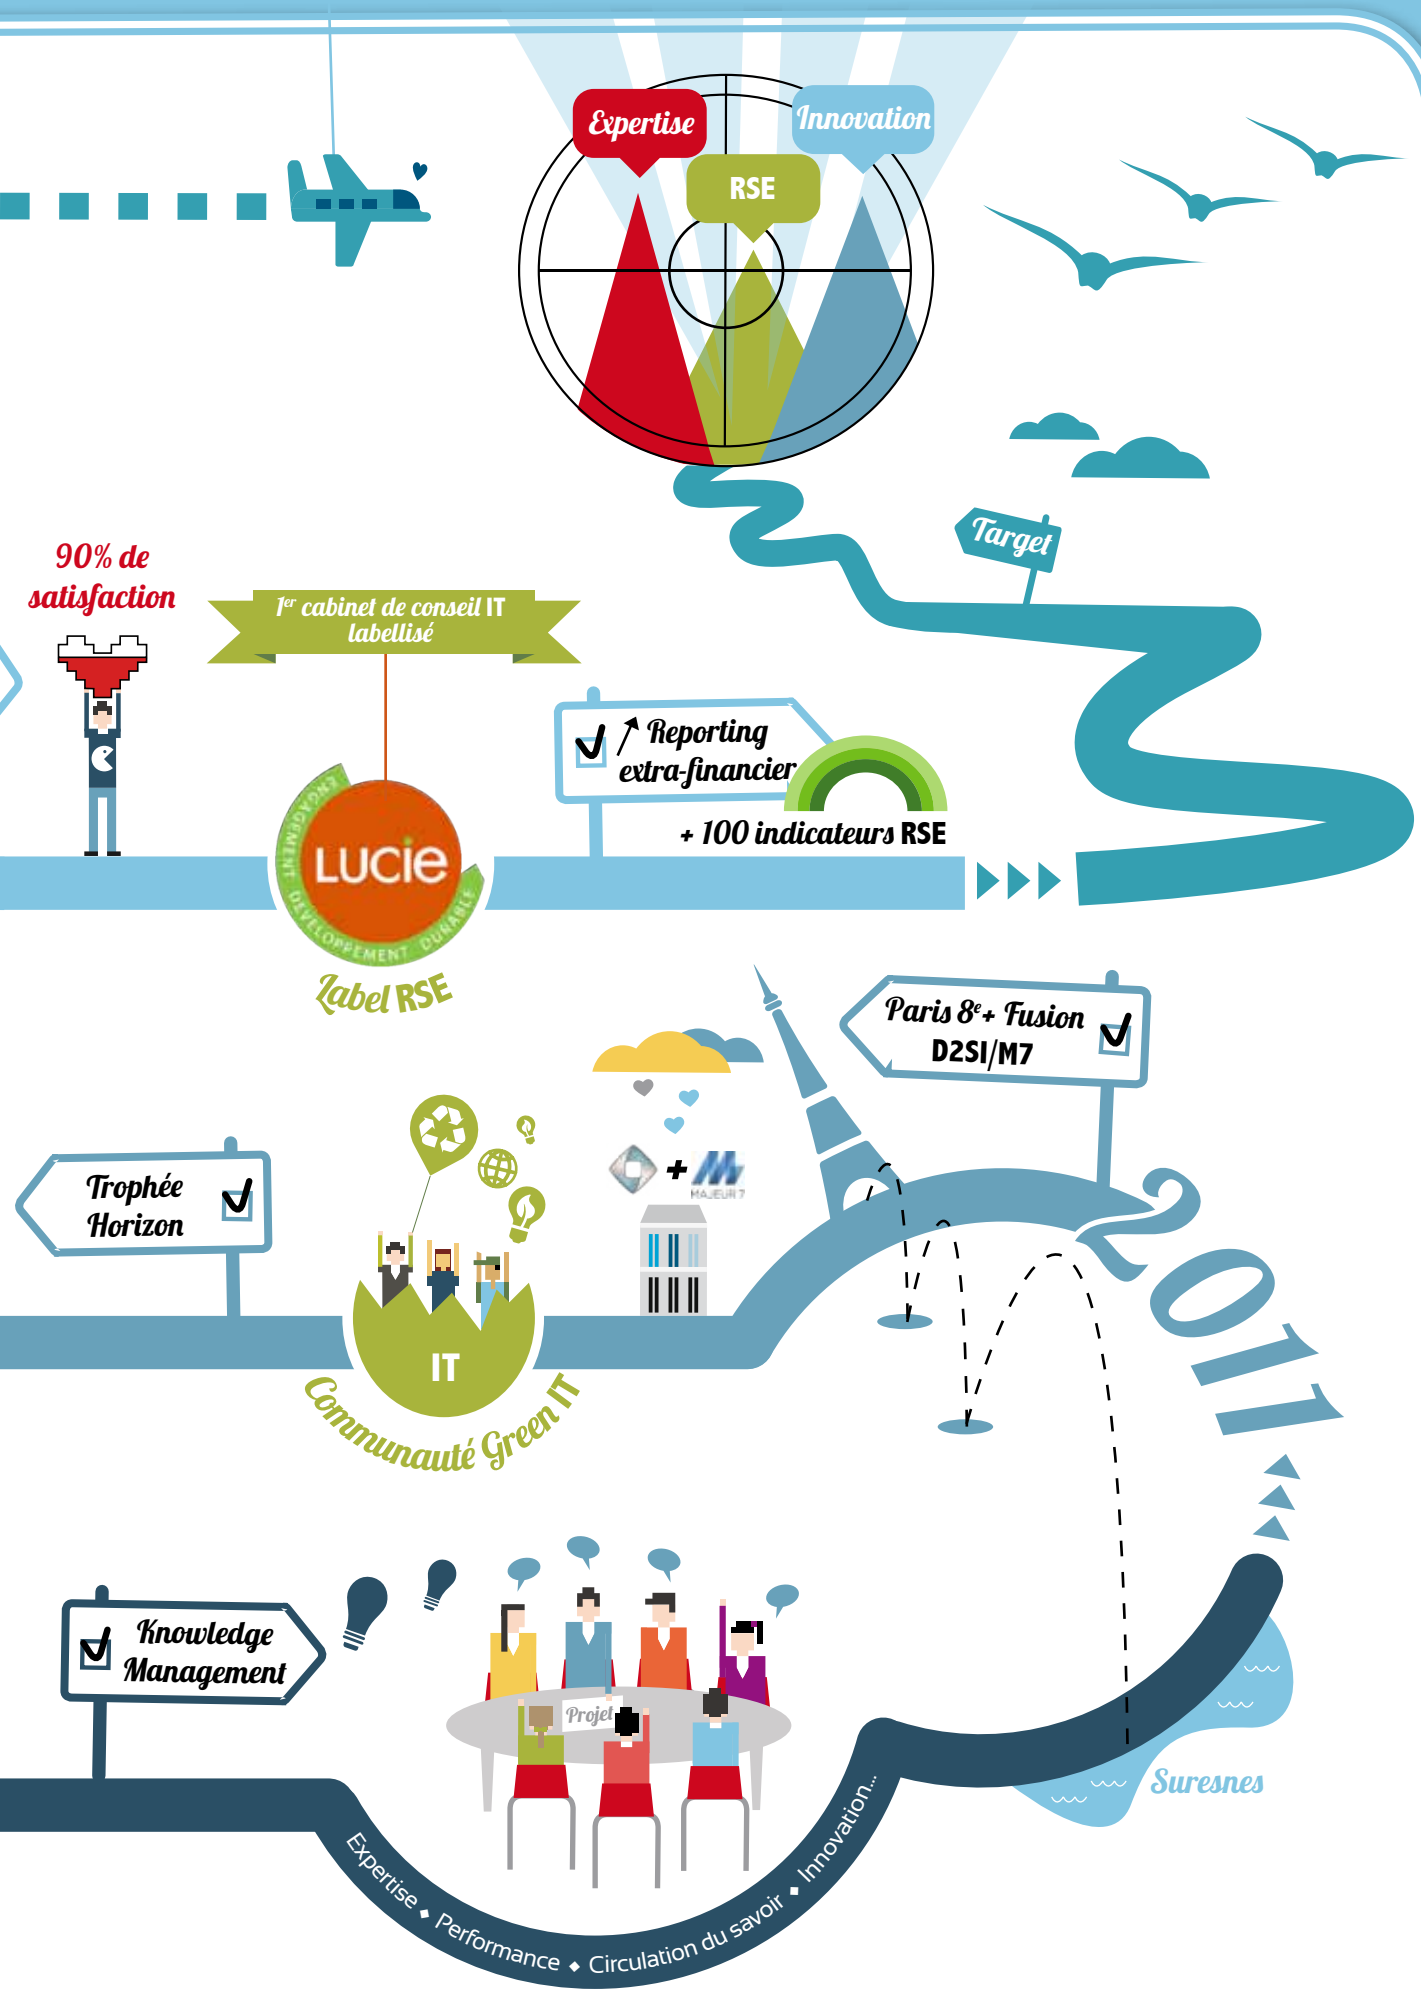 Expertise
Innovation
RSE
Target
90% de
satisfaction
1er cabinet de conseil IT
labellisé
Reporting
extra-financier
+ 100 indicateurs RSE
ENGAGEMENT DÉVELOPPEMENT DURABLE
LUCIE
Label RSE
Paris 8e+ Fusion
D2SI/M7
+
MAJEUR 7
Trophée
Horizon
IT
Communauté Green IT
2011
Knowledge
Management
Projet
Suresnes
Expertise ◆ Performance ◆ Circulation du savoir ◆ Innovation...